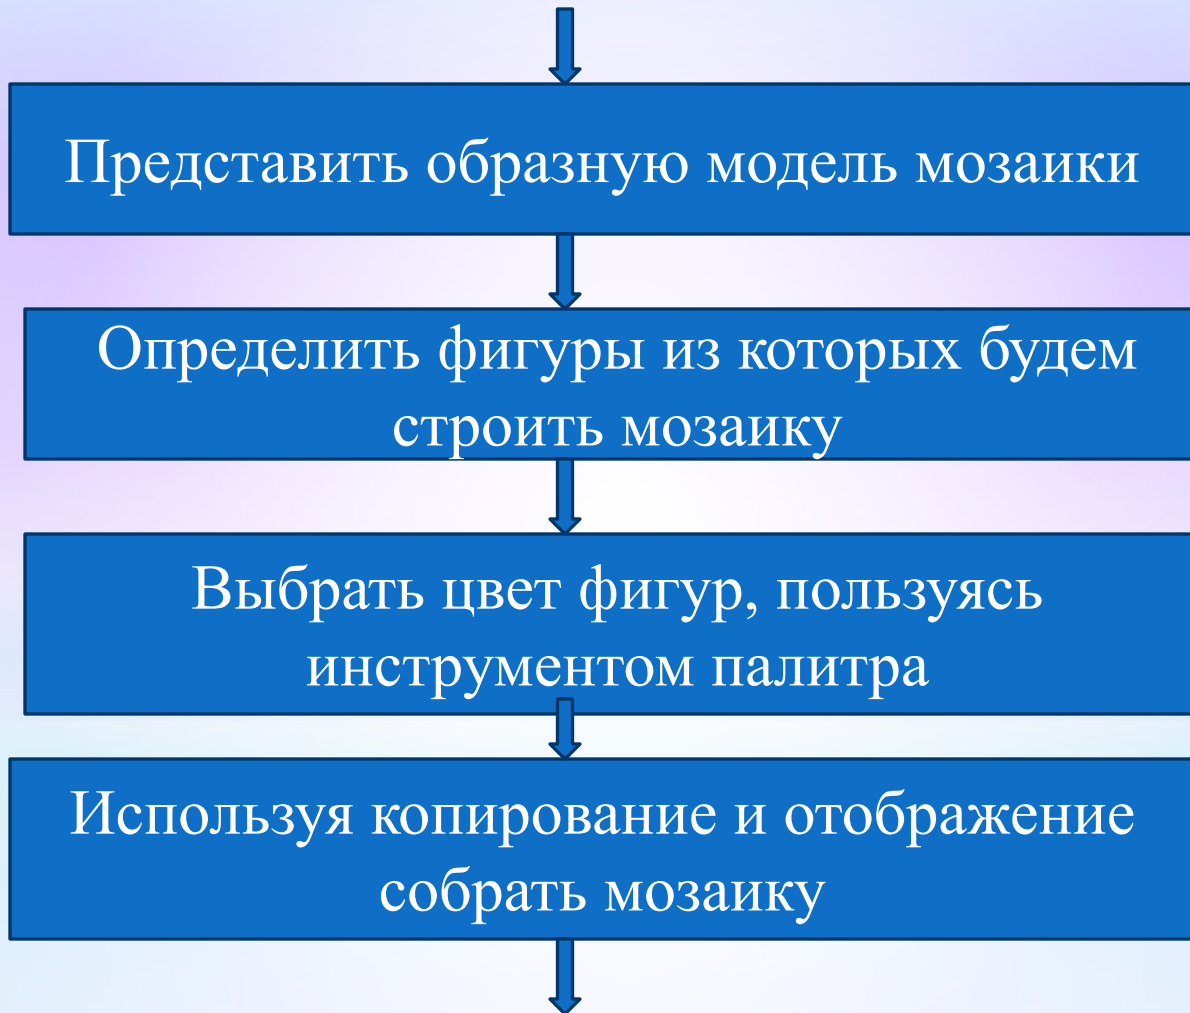 Представить образную модель мозаики
Определить фигуры из которых будем
строить мозаику
Выбрать цвет фигур, пользуясь
инструментом палитра
Используя копирование и отображение
собрать мозаику